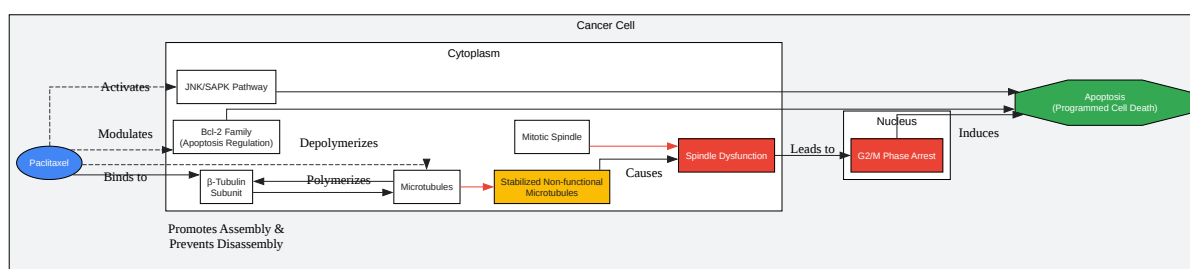 Cancer Cell
Cytoplasm
JNK/SAPK Pathway
Activates
Apoptosis
(Programmed Cell Death)
Bcl-2 Family
(Apoptosis Regulation)
Modulates
Nucleus
Mitotic Spindle
Induces
Depolymerizes
Leads to
Spindle Dysfunction
G2/M Phase Arrest
Paclitaxel
Binds to
β-Tubulin
Subunit
Polymerizes
Microtubules
Stabilized Non-functional
Microtubules
Causes
Promotes Assembly &
Prevents Disassembly